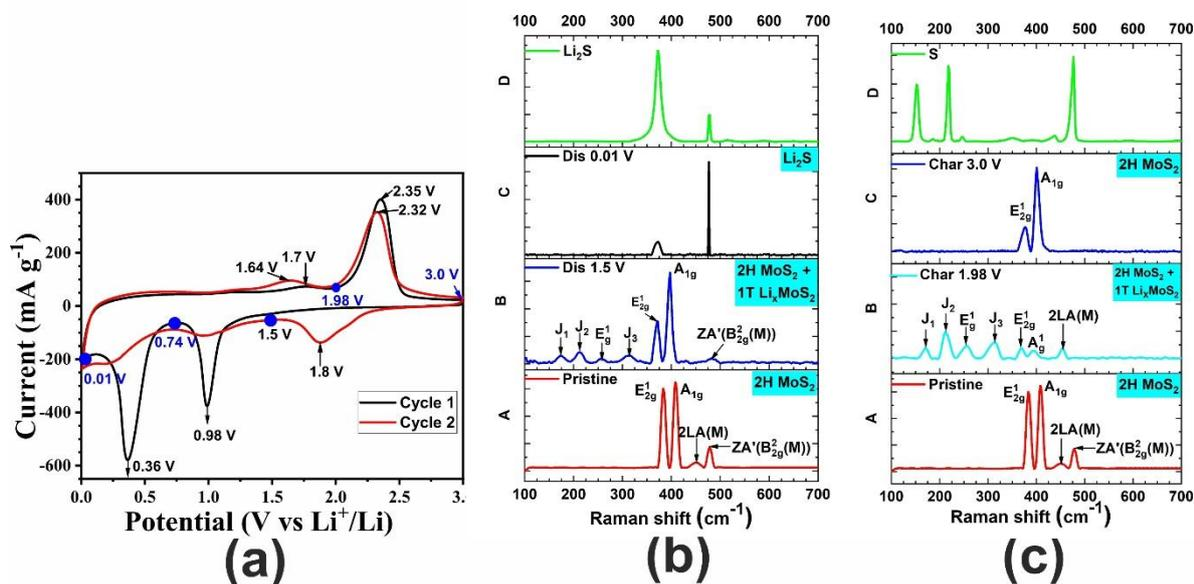 400
200
0
-200
-400
-600
Current (mA g⁻¹)
2.35 V
2.32 V
1.64 V
1.7 V
3.0 V
1.98 V
0.01 V
0.74 V
1.5 V
1.8 V
0.98 V
0.36 V
Cycle 1
Cycle 2
0.0 0.5 1.0 1.5 2.0 2.5 3.
Potential (V vs Li⁺/Li)
(a)
100 200 300 400 500 600 700
D
Li₂S
C
Dis 0.01 V
Li₂S
B
Dis 1.5 V
2H MoS₂ +
1T LiₓMoS₂
A₁g
E¹₂g
J₁ J₂ Eg J₃
ZA'(B²₂g(M))
A
Pristine
2H MoS₂
E¹₂g A₁g
2LA(M)
ZA'(B²₂g(M))
100 200 300 400 500 600 700
Raman shift (cm⁻¹)
(b)
100 200 300 400 500 600 700
D
S
C
Char 3.0 V
2H MoS₂
A₁g
E¹₂g
B
Char 1.98 V
2H MoS₂ +
1T LiₓMoS₂
J₁ J₂ Eg J₃ E¹₂g A¹g 2LA(M)
A
Pristine
2H MoS₂
E¹₂g A₁g
2LA(M)
ZA'(B²₂g(M))
100 200 300 400 500 600 700
Raman shift (cm⁻¹)
(c)